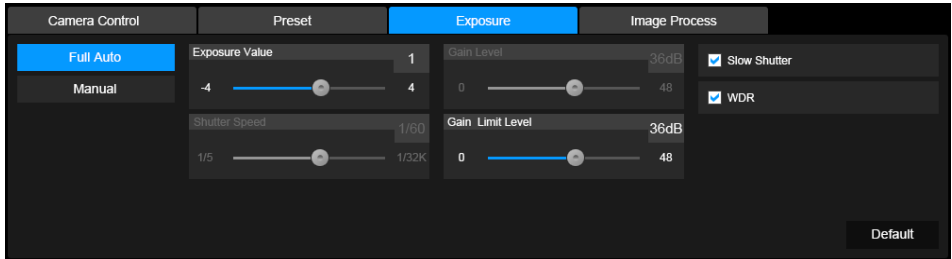 Camera Control Preset Exposure Image Process
Full Auto
Manual
Exposure Value 1
-4 4
Shutter Speed 1/60
1/5 1/32K
Gain Level 36dB
0 48
Gain Limit Level 36dB
0 48
Slow Shutter
WDR
Default